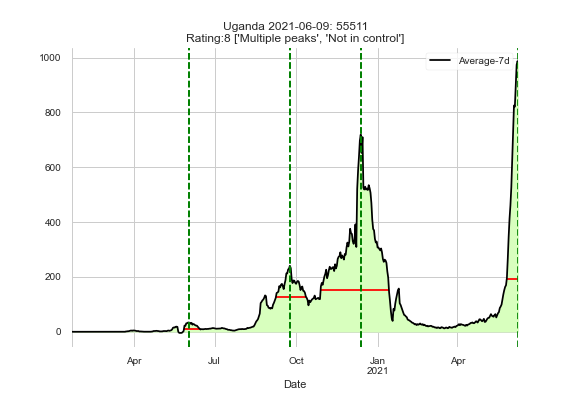 Uganda 2021-06-09: 55511
Rating:8 ['Multiple peaks', 'Not in control']
Average-7d
1000
800
600
400
200
0
Apr Jul Oct Jan Apr
2021
Date